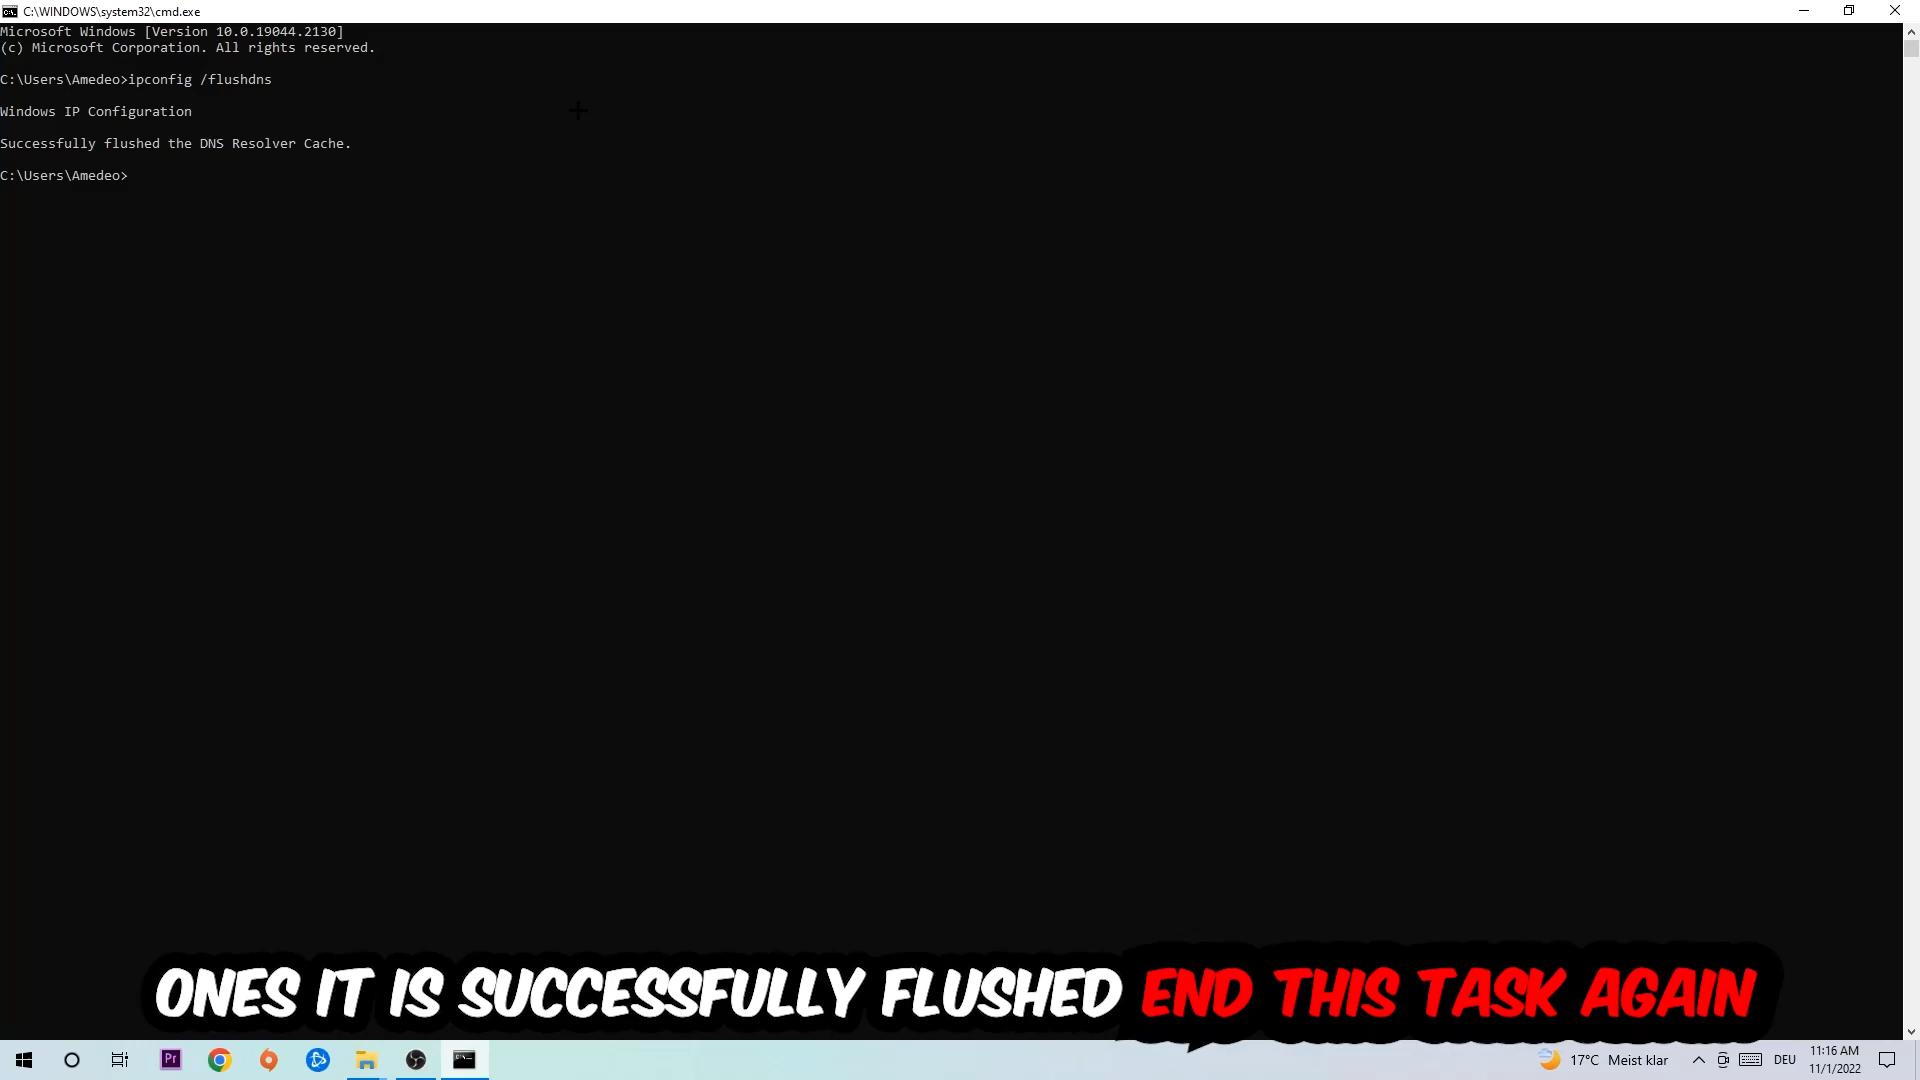 C:\WINDOWS\system32\cmd.exe
Microsoft Windows [Version 10.0.19044.2130]
(c) Microsoft Corporation. All rights reserved.
C:\Users\Amedeo>ipconfig /flushdns
Windows IP Configuration
Successfully flushed the DNS Resolver Cache.
C:\Users\Amedeo>
ONES IT IS SUCCESSFULLY FLUSHED END THIS TASK AGAIN
Pr
17°C Meist klar
DEU
11:16 AM
11/1/2022